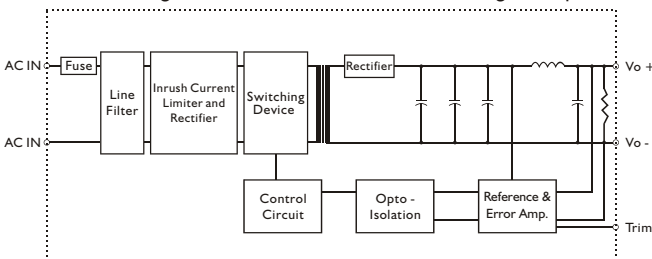 AC IN
Fuse
Line
Filter
Inrush Current
Limiter and
Rectifier
Switching
Device
Rectifier
Vo +
AC IN
Vo -
Control
Circuit
Opto -
Isolation
Reference &
Error Amp.
Trim